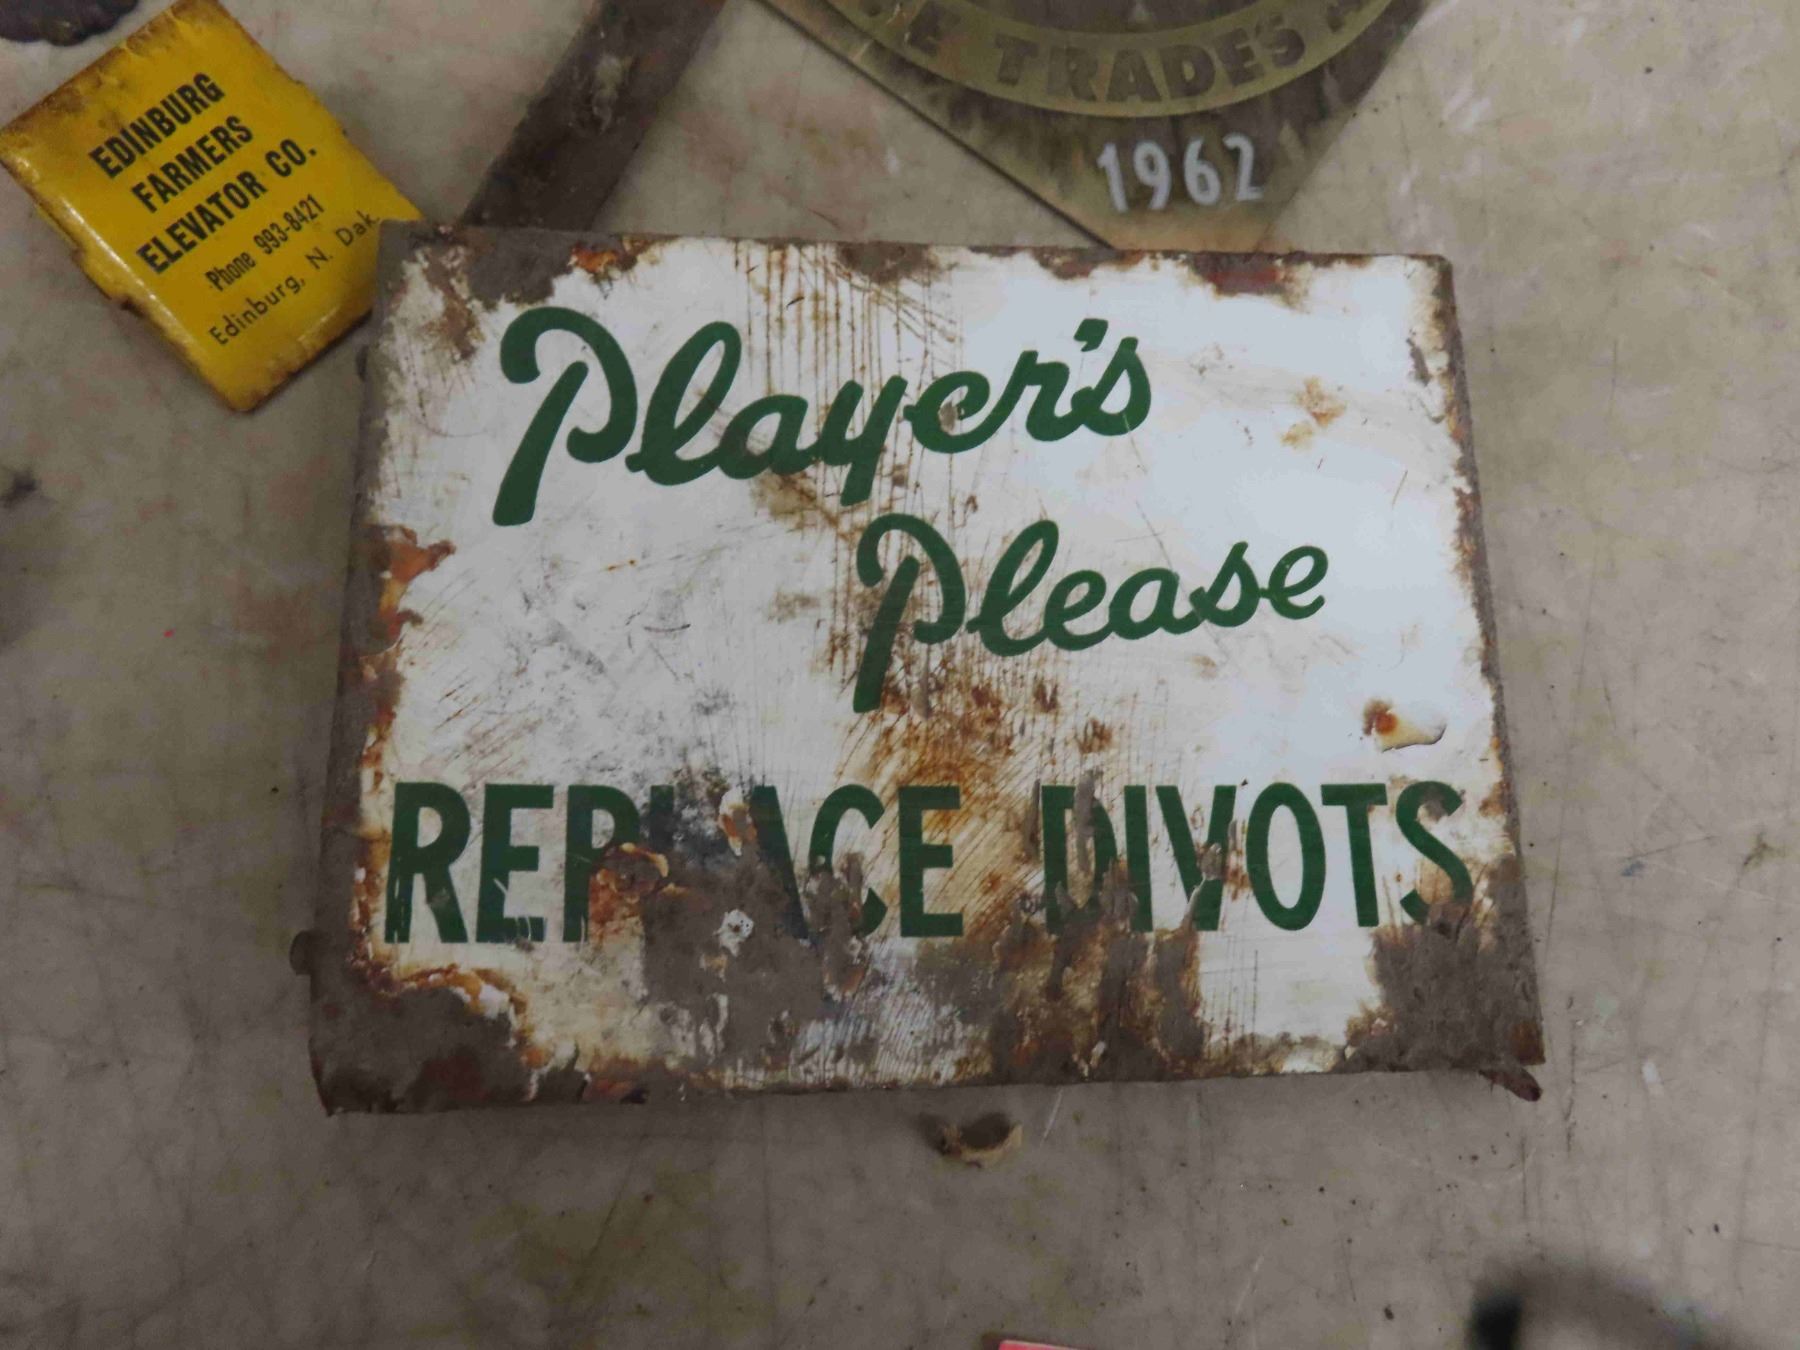 EDINBURG
FARMERS
ELEVATOR CO.
Phone 993-8421
Edinburg, N. Dak.
TRADES
1962
Player's
Please
REPLACE DIVOTS